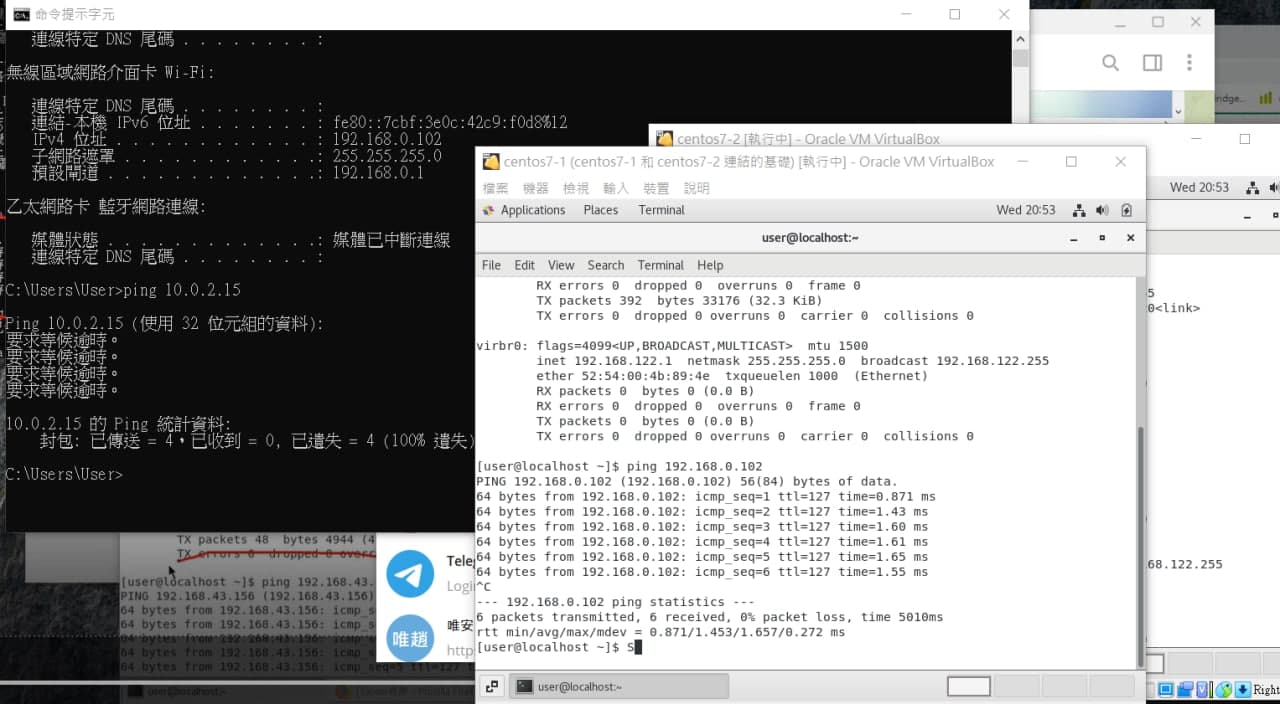 命令提示字元
連線特定 DNS 尾碼 . . . . . . . . :
無線區域網路介面卡 Wi-Fi:
連線特定 DNS 尾碼 . . . . . . . . :
連結-本機 IPv6 位址 . . . . . . . : fe80::7cbf:3e0c:42c9:f0d8%12
IPv4 位址 . . . . . . . . . . . . : 192.168.0.102
子網路遮罩 . . . . . . . . . . . .: 255.255.255.0
預設閘道 . . . . . . . . . . . . .: 192.168.0.1
乙太網路卡 藍牙網路連線:
媒體狀態 . . . . . . . . . . . . .: 媒體已中斷連線
連線特定 DNS 尾碼 . . . . . . . . :
C:\Users\User>ping 10.0.2.15
Ping 10.0.2.15 (使用 32 位元組的資料):
要求等候逾時。
要求等候逾時。
要求等候逾時。
要求等候逾時。
10.0.2.15 的 Ping 統計資料:
封包: 已傳送 = 4，已收到 = 0, 已遺失 = 4 (100% 遺失)
C:\Users\User>
centos7-2 [執行中] - Oracle VM VirtualBox
Wed 20:53
0<link>
68.122.255
Right
centos7-1 (centos7-1 和 centos7-2 連結的基礎) [執行中] - Oracle VM VirtualBox
檔案 機器 檢視 輸入 裝置 說明
Applications Places Terminal Wed 20:53
user@localhost:~
File Edit View Search Terminal Help
RX errors 0 dropped 0 overruns 0 frame 0
TX packets 392 bytes 33176 (32.3 KiB)
TX errors 0 dropped 0 overruns 0 carrier 0 collisions 0
virbr0: flags=4099<UP,BROADCAST,MULTICAST> mtu 1500
inet 192.168.122.1 netmask 255.255.255.0 broadcast 192.168.122.255
ether 52:54:00:4b:89:4e txqueuelen 1000 (Ethernet)
RX packets 0 bytes 0 (0.0 B)
RX errors 0 dropped 0 overruns 0 frame 0
TX packets 0 bytes 0 (0.0 B)
TX errors 0 dropped 0 overruns 0 carrier 0 collisions 0
[user@localhost ~]$ ping 192.168.0.102
PING 192.168.0.102 (192.168.0.102) 56(84) bytes of data.
64 bytes from 192.168.0.102: icmp_seq=1 ttl=127 time=0.871 ms
64 bytes from 192.168.0.102: icmp_seq=2 ttl=127 time=1.43 ms
64 bytes from 192.168.0.102: icmp_seq=3 ttl=127 time=1.60 ms
64 bytes from 192.168.0.102: icmp_seq=4 ttl=127 time=1.61 ms
64 bytes from 192.168.0.102: icmp_seq=5 ttl=127 time=1.65 ms
64 bytes from 192.168.0.102: icmp_seq=6 ttl=127 time=1.55 ms
^C
--- 192.168.0.102 ping statistics ---
6 packets transmitted, 6 received, 0% packet loss, time 5010ms
rtt min/avg/max/mdev = 0.871/1.453/1.657/0.272 ms
[user@localhost ~]$ S
user@localhost:~
TX packets 48 bytes 4944 (4
TX errors 0 dropped 0 overr
[user@localhost ~]$ ping 192.168.43.
PING 192.168.43.156 (192.168.43.156)
64 bytes from 192.168.43.156: icmp_s
64 bytes from 192.168.43.156: icmp_s
64 bytes from 192.168.43.156: icmp_s
64 bytes from 192.168.43.156: icmp_s
64 bytes from 192.168.43.156: icmp_seq=5 ttl=12
user@localhost:~
Teleg
Login
唯趙
唯安
http